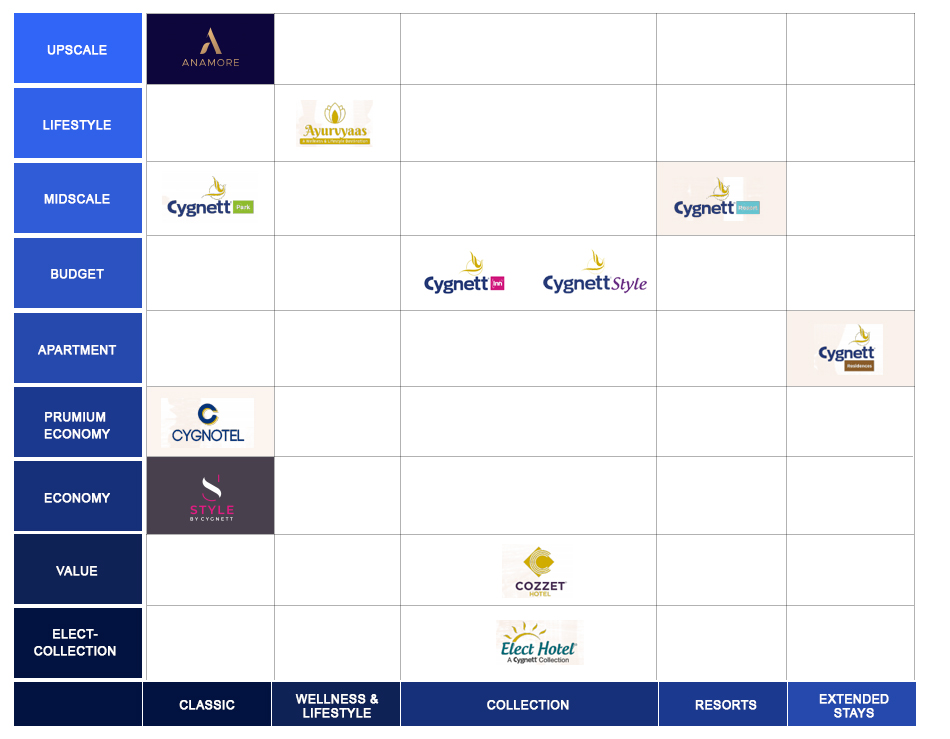 UPSCALE
ANAMORE
LIFESTYLE
Ayurvyaas
A Wellness & Lifestyle Destination
MIDSCALE
Cygnett Park
Cygnett Resort
BUDGET
Cygnett Inn
Cygnett Style
APARTMENT
Cygnett
Residences
PRUMIUM
ECONOMY
C
CYGNOTEL
ECONOMY
S
STYLE
BY CYGNETT
VALUE
COZZET
HOTEL
ELECT-
COLLECTION
Elect Hotel
A Cygnett Collection
CLASSIC
WELLNESS &
LIFESTYLE
COLLECTION
RESORTS
EXTENDED
STAYS